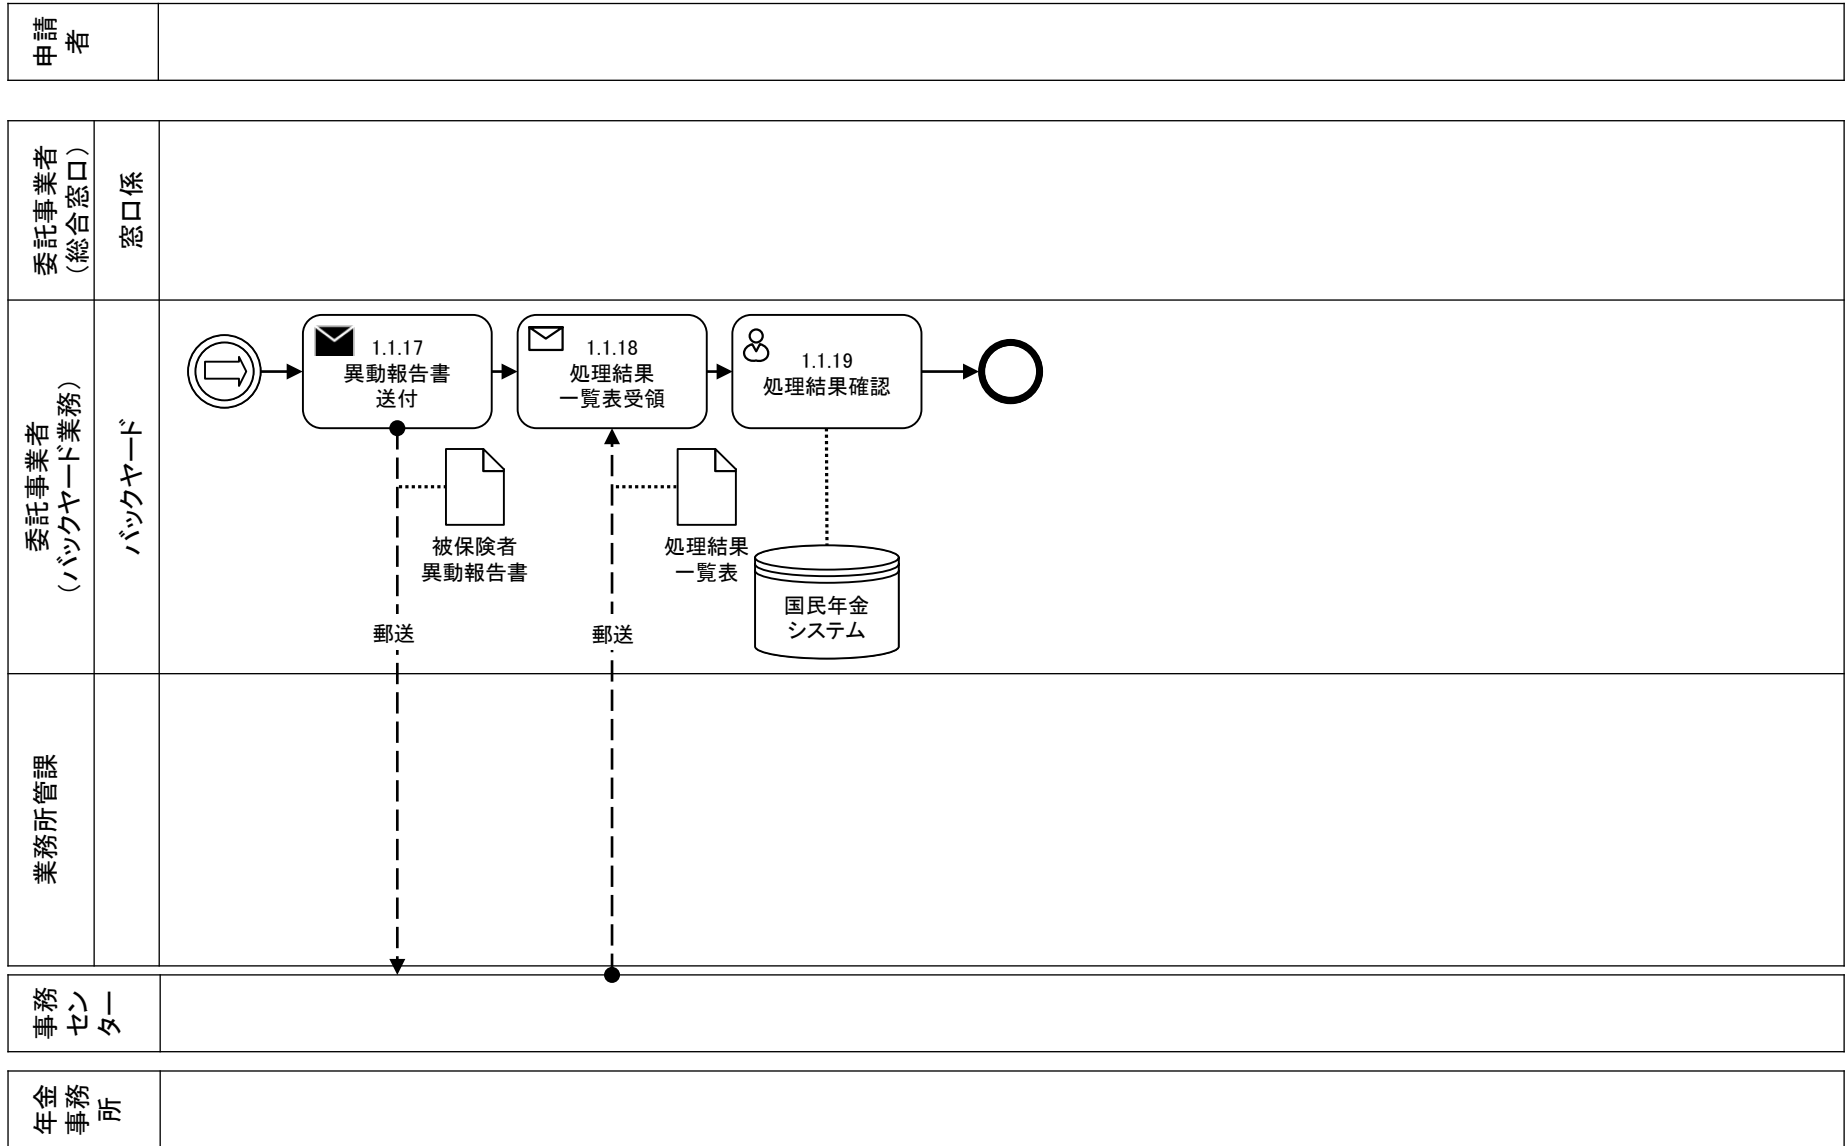 申請
者
委託事業者
（総合窓口）
窓口係
委託事業者
（バックヤード業務）
バックヤード
1.1.17
異動報告書
送付
1.1.18
処理結果
一覧表受領
1.1.19
処理結果確認
被保険者
異動報告書
処理結果
一覧表
国民年金
システム
郵送
郵送
業務所管課
事務
セン
ター
年金
事務
所